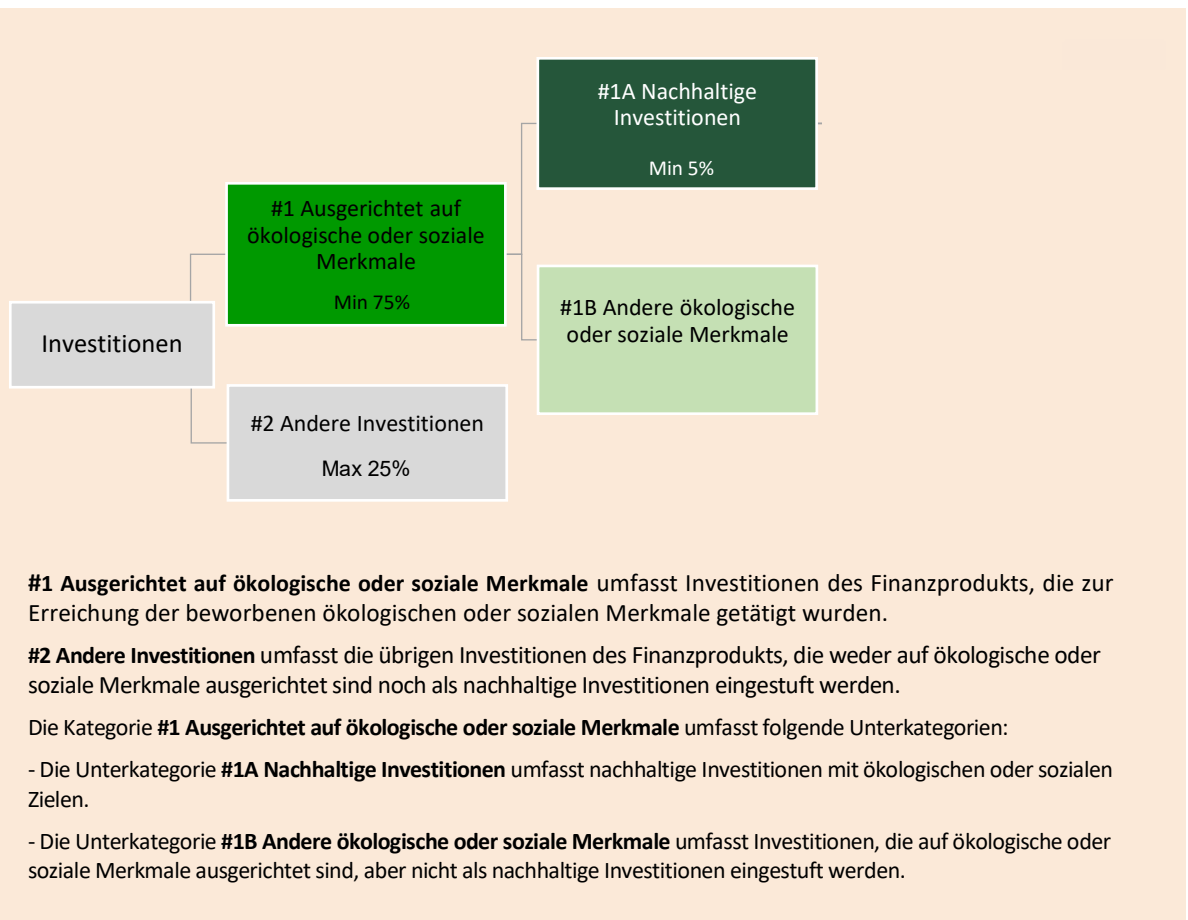 #1A Nachhaltige
Investitionen
Min 5%
#1 Ausgerichtet auf
ökologische oder soziale
Merkmale
Min 75%
#1B Andere ökologische
oder soziale Merkmale
Investitionen
#2 Andere Investitionen
Max 25%
#1 Ausgerichtet auf ökologische oder soziale Merkmale umfasst Investitionen des Finanzprodukts, die zur
Erreichung der beworbenen ökologischen oder sozialen Merkmale getätigt wurden.
#2 Andere Investitionen umfasst die übrigen Investitionen des Finanzprodukts, die weder auf ökologische oder
soziale Merkmale ausgerichtet sind noch als nachhaltige Investitionen eingestuft werden.
Die Kategorie #1 Ausgerichtet auf ökologische oder soziale Merkmale umfasst folgende Unterkategorien:
- Die Unterkategorie #1A Nachhaltige Investitionen umfasst nachhaltige Investitionen mit ökologischen oder sozialen
Zielen.
- Die Unterkategorie #1B Andere ökologische oder soziale Merkmale umfasst Investitionen, die auf ökologische oder
soziale Merkmale ausgerichtet sind, aber nicht als nachhaltige Investitionen eingestuft werden.